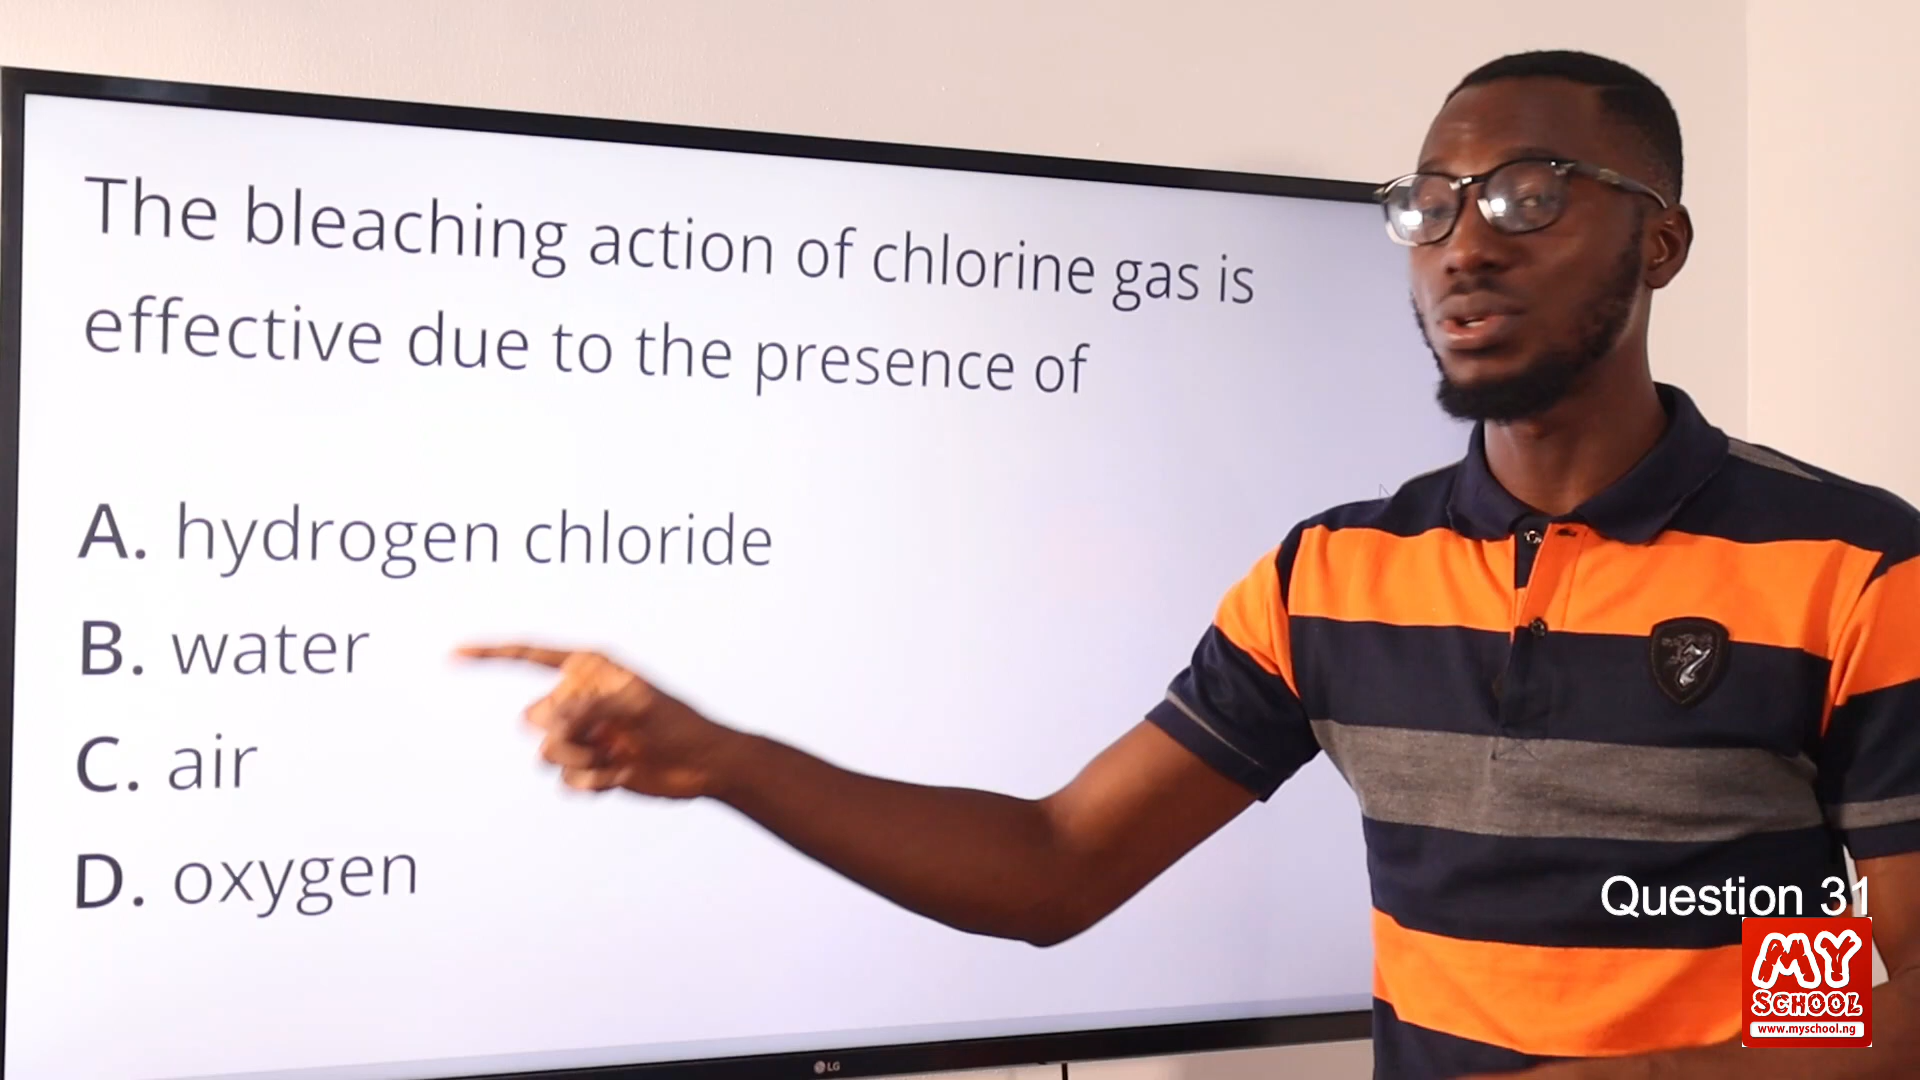 The bleaching action of chlorine gas is
effective due to the presence of
A. hydrogen chloride
B. water
C. air
D. oxygen
Question 31
MY
SCHOOL
www.myschool.ng
LG
7